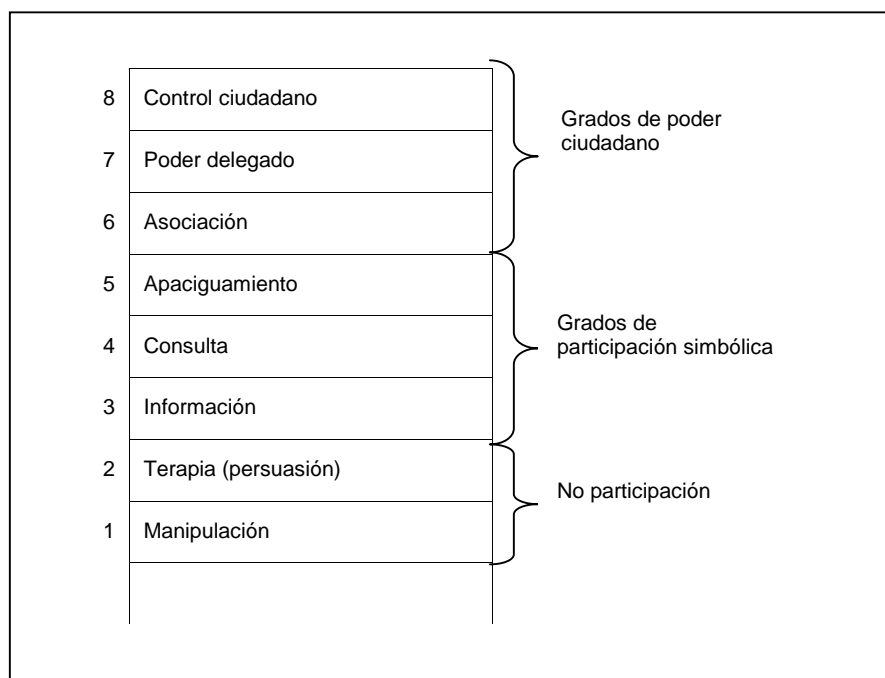 8 Control ciudadano
7 Poder delegado
6 Asociación
Grados de poder
ciudadano
5 Apaciguamiento
4 Consulta
3 Información
Grados de
participación simbólica
2 Terapia (persuasión)
1 Manipulación
No participación